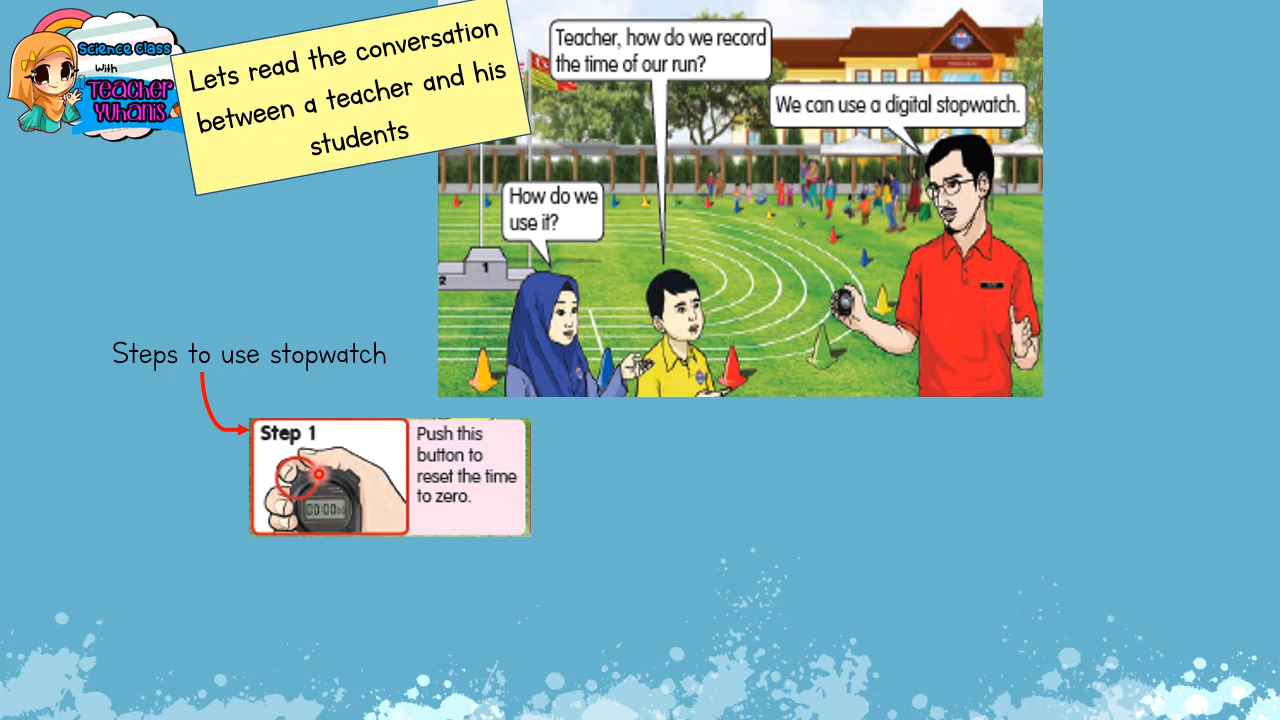 Science Class
with
Teacher
Yuhanis
Lets read the conversation
between a teacher and his
students
Teacher, how do we record
the time of our run?
We can use a digital stopwatch.
How do we
use it?
1
2
Steps to use stopwatch
Step 1
Push this
button to
reset the time
to zero.
00:00 00